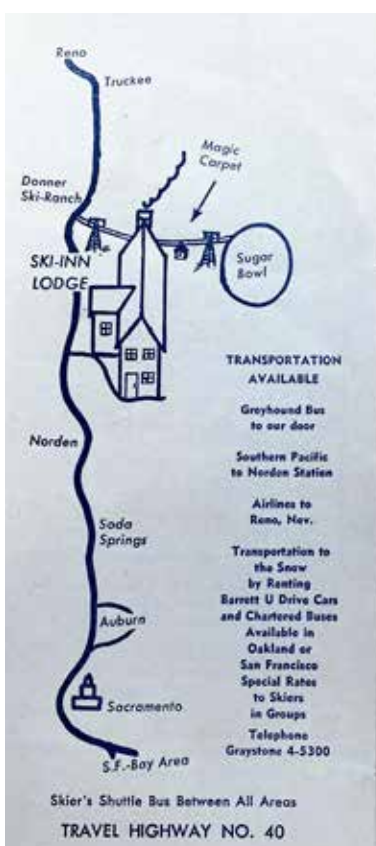 Reno
Truckee
Magic
Carpet
Donner
Ski-Ranch
SKI-INN
LODGE
Sugar
Bowl
TRANSPORTATION
AVAILABLE
Greyhound Bus
to our door
Southern Pacific
to Norden Station
Airlines to
Reno, Nev.
Transportation to
the Snow
by Renting
Barrett U Drive Cars
and Chartered Buses
Available in
Oakland or
San Francisco
Special Rates
to Skiers
in Groups
Telephone
Graystone 4-5300
Norden
Soda
Springs
Auburn
Sacramento
S.F.-Bay Area
Skier's Shuttle Bus Between All Areas
TRAVEL HIGHWAY NO. 40